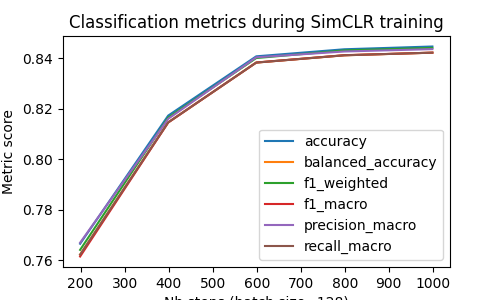 Classification metrics during SimCLR training
Metric score
0.84
0.82
0.80
0.78
0.76
accuracy
balanced_accuracy
f1_weighted
f1_macro
precision_macro
recall_macro
200 300 400 500 600 700 800 900 1000